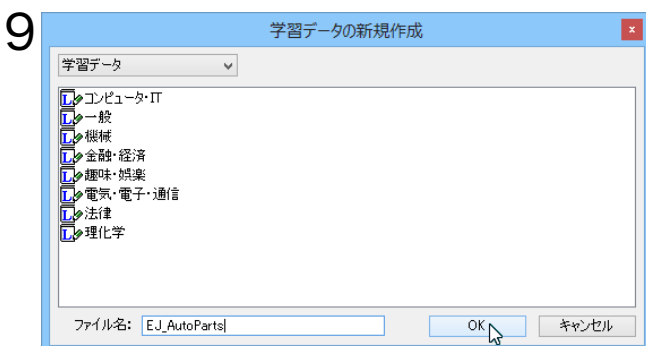 9
学習データの新規作成
x
学習データ
コンピュータ・IT
一般
機械
金融・経済
趣味・娯楽
電気・電子・通信
法律
理化学
ファイル名: EJ_AutoParts OK キャンセル